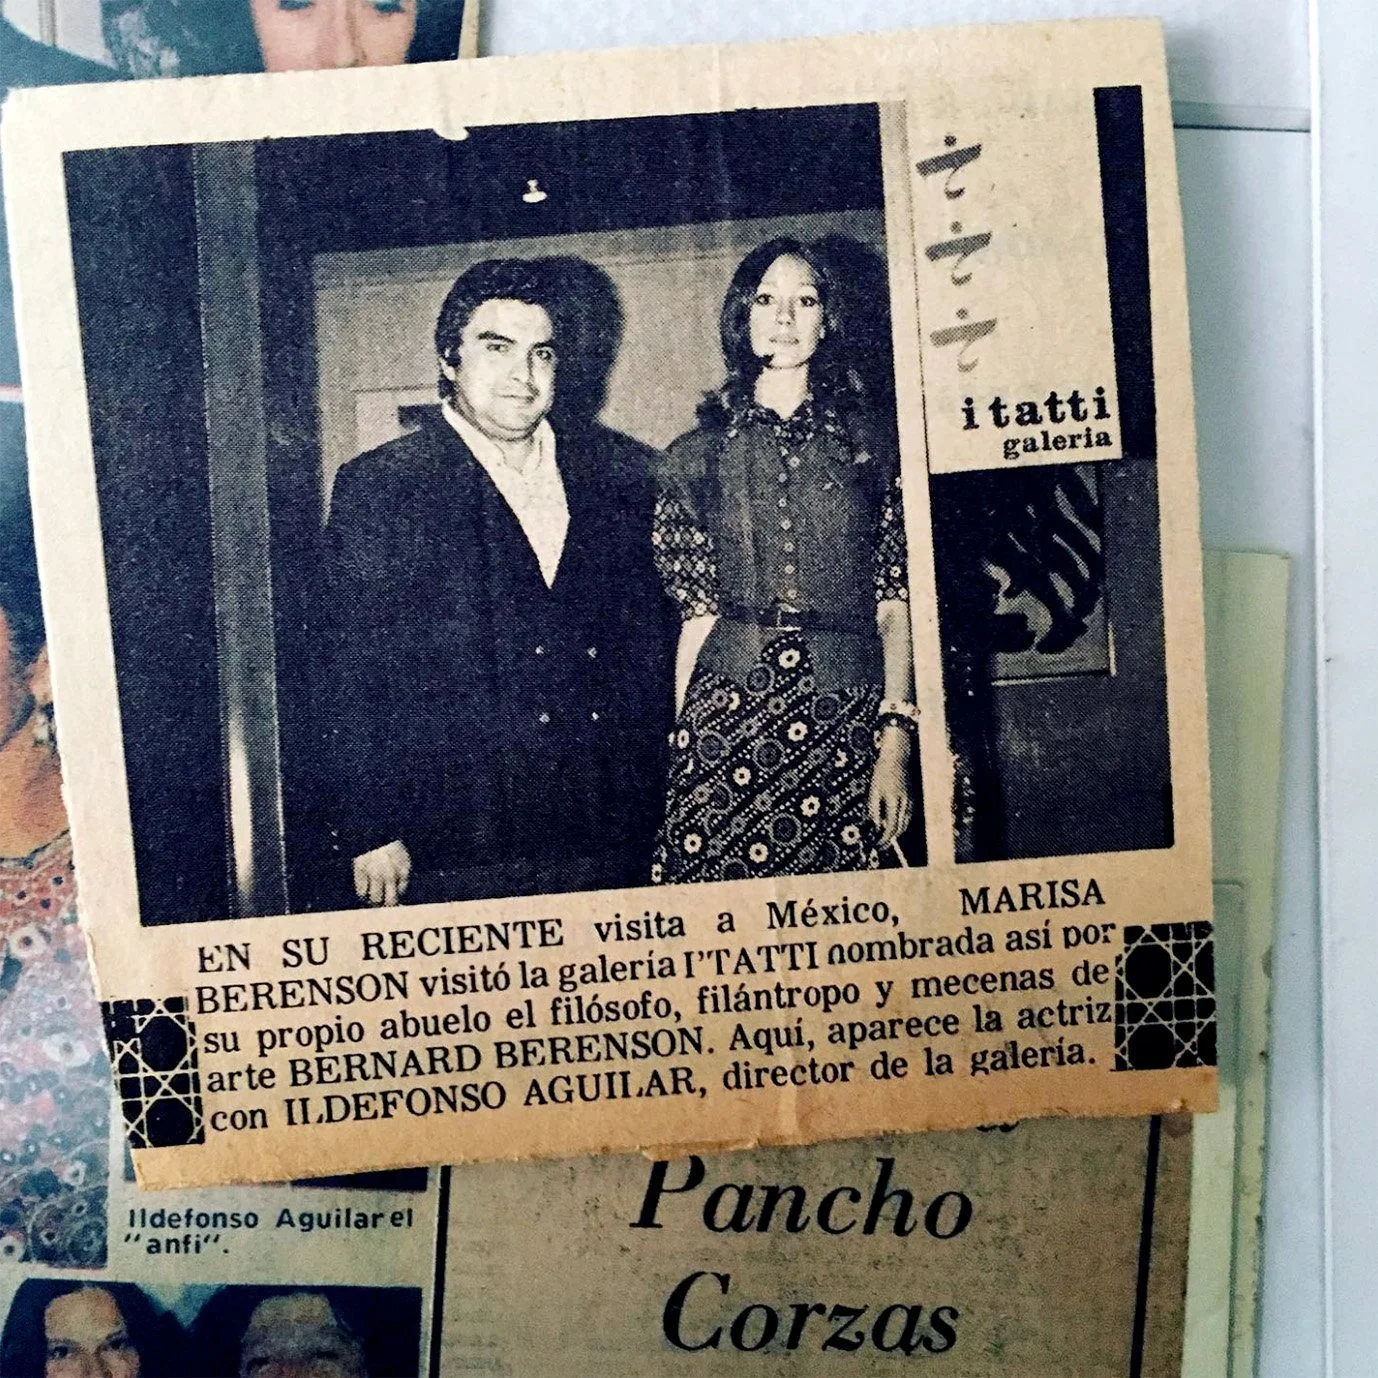 i tatti
galeria
EN SU RECIENTE visita a México, MARISA
BERENSON visitó la galería I'TATTI nombrada así por
su propio abuelo el filósofo, filántropo y mecenas de
arte BERNARD BERENSON. Aquí, aparece la actriz
con ILDEFONSO AGUILAR, director de la galería.
Ildefonso Aguilar el
"anfi".
Pancho
Corzas